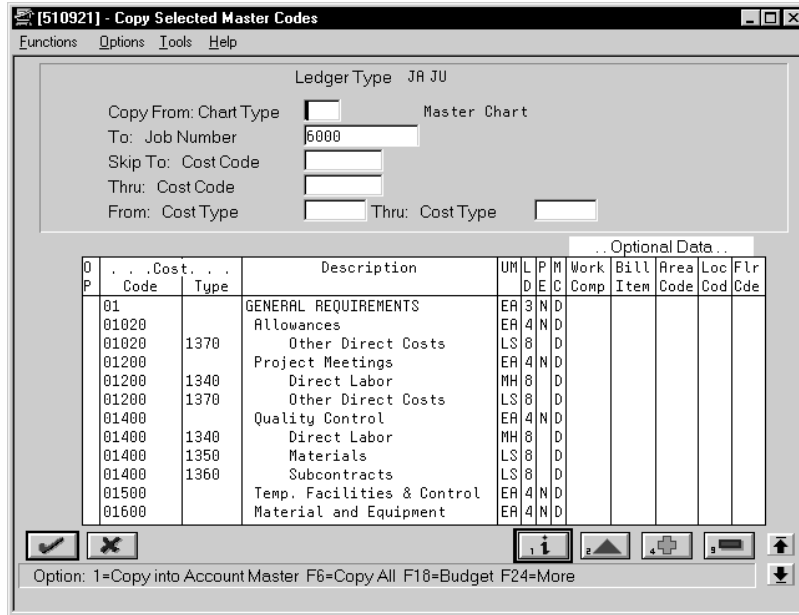 [510921] - Copy Selected Master Codes
Functions Options Tools Help
Ledger Type JA JU
Copy From: Chart Type Master Chart
To: Job Number 6000
Skip To: Cost Code
Thru: Cost Code
From: Cost Type Thru: Cost Type
. . Optional Data . .
O . . .Cost. . . Description UM L P M Work Bill Area Loc Flr
P Code Type D E C Comp Item Code Cod Cde
01 GENERAL REQUIREMENTS EA 3 N D
01020 Allowances EA 4 N D
01020 1370 Other Direct Costs LS 8 D
01200 Project Meetings EA 4 N D
01200 1340 Direct Labor MH 8 D
01200 1370 Other Direct Costs LS 8 D
01400 Quality Control EA 4 N D
01400 1340 Direct Labor MH 8 D
01400 1350 Materials LS 8 D
01400 1360 Subcontracts LS 8 D
01500 Temp. Facilities & Control EA 4 N D
01600 Material and Equipment EA 4 N D
1 i 2 4 9
Option: 1=Copy into Account Master F6=Copy All F18=Budget F24=More